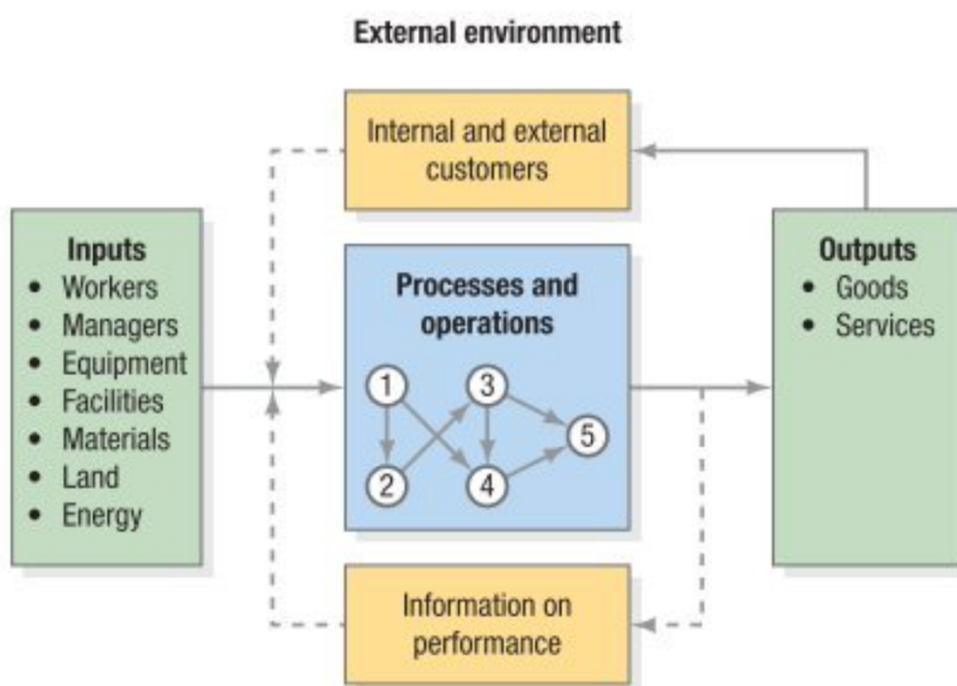 External environment
Internal and external
customers
Inputs
• Workers
• Managers
• Equipment
• Facilities
• Materials
• Land
• Energy
Processes and
operations
1
3
5
2
4
Outputs
• Goods
• Services
Information on
performance